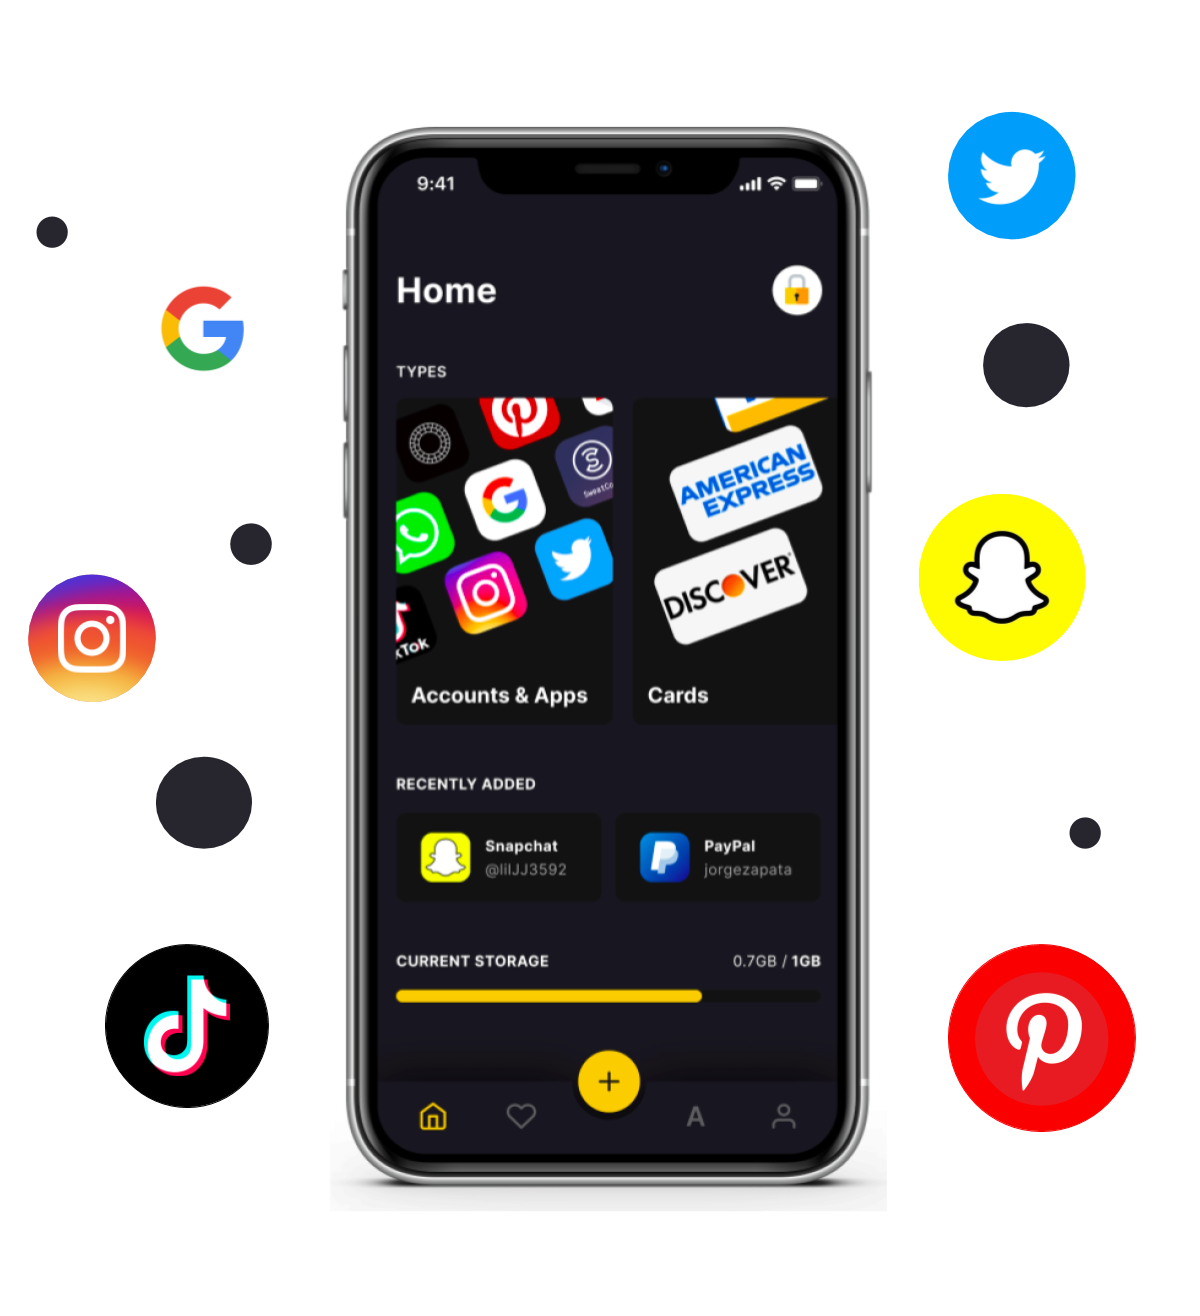 9:41
Home
TYPES
SweetCo
AMERICAN
EXPRESS
DISCOVER
kTok
Accounts & Apps
Cards
RECENTLY ADDED
Snapchat
@lilJJ3592
PayPal
jorgezapata
CURRENT STORAGE
0.7GB / 1GB
A